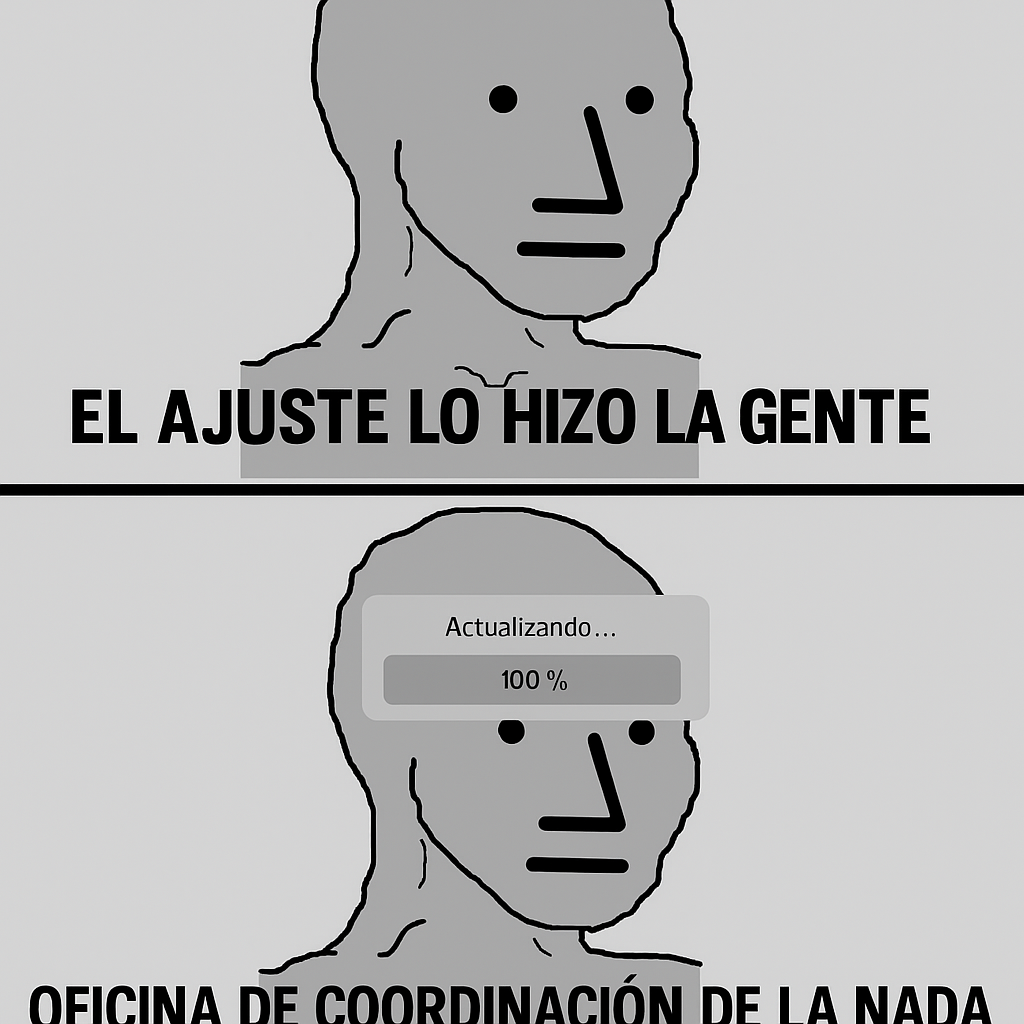 EL AJUSTE LO HIZO LA GENTE
Actualizando...
100 %
OFICINA DE COORDINACIÓN DE LA NADA